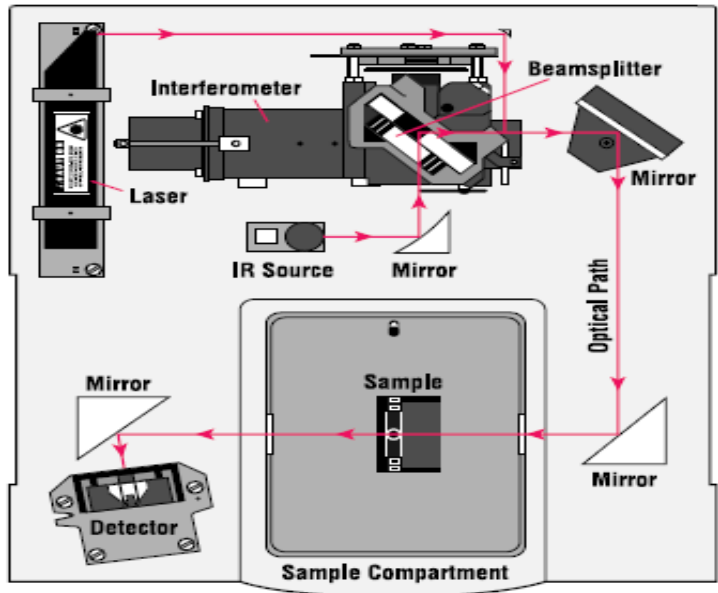 Beamsplitter
Interferometer
Laser
Mirror
IR Source
Mirror
Optical Path
Mirror
Sample
Mirror
Detector
Sample Compartment